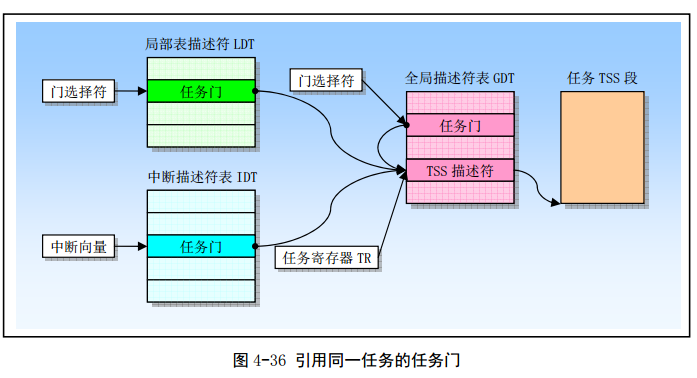 局部表描述符 LDT
门选择符
任务门
中断描述符表 IDT
中断向量
任务门
门选择符
任务寄存器 TR
全局描述符表 GDT
任务门
TSS 描述符
任务 TSS 段
图 4-36 引用同一任务的任务门